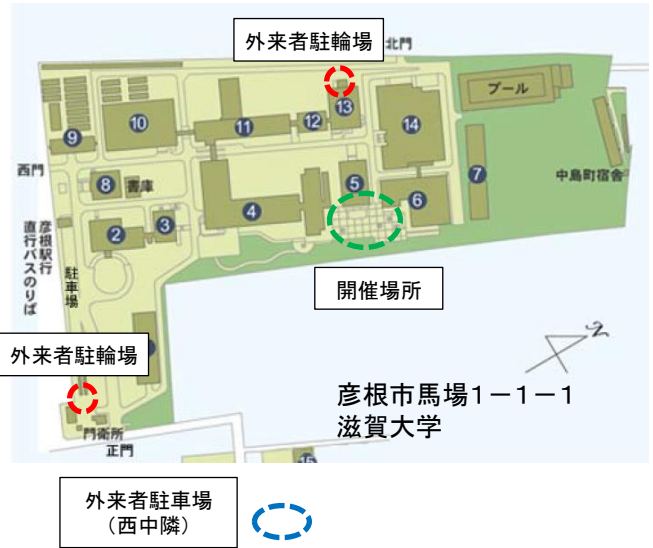 外来者駐輪場
北門
プール
13
10
11
12
14
9
7
中島町宿舎
西門
8
書庫
5
6
4
2
3
彦根駅行
直行バスのりば
駐車場
開催場所
外来者駐輪場
彦根市馬場1-1-1
滋賀大学
門衛所
正門
15
外来者駐車場
(西中隣)